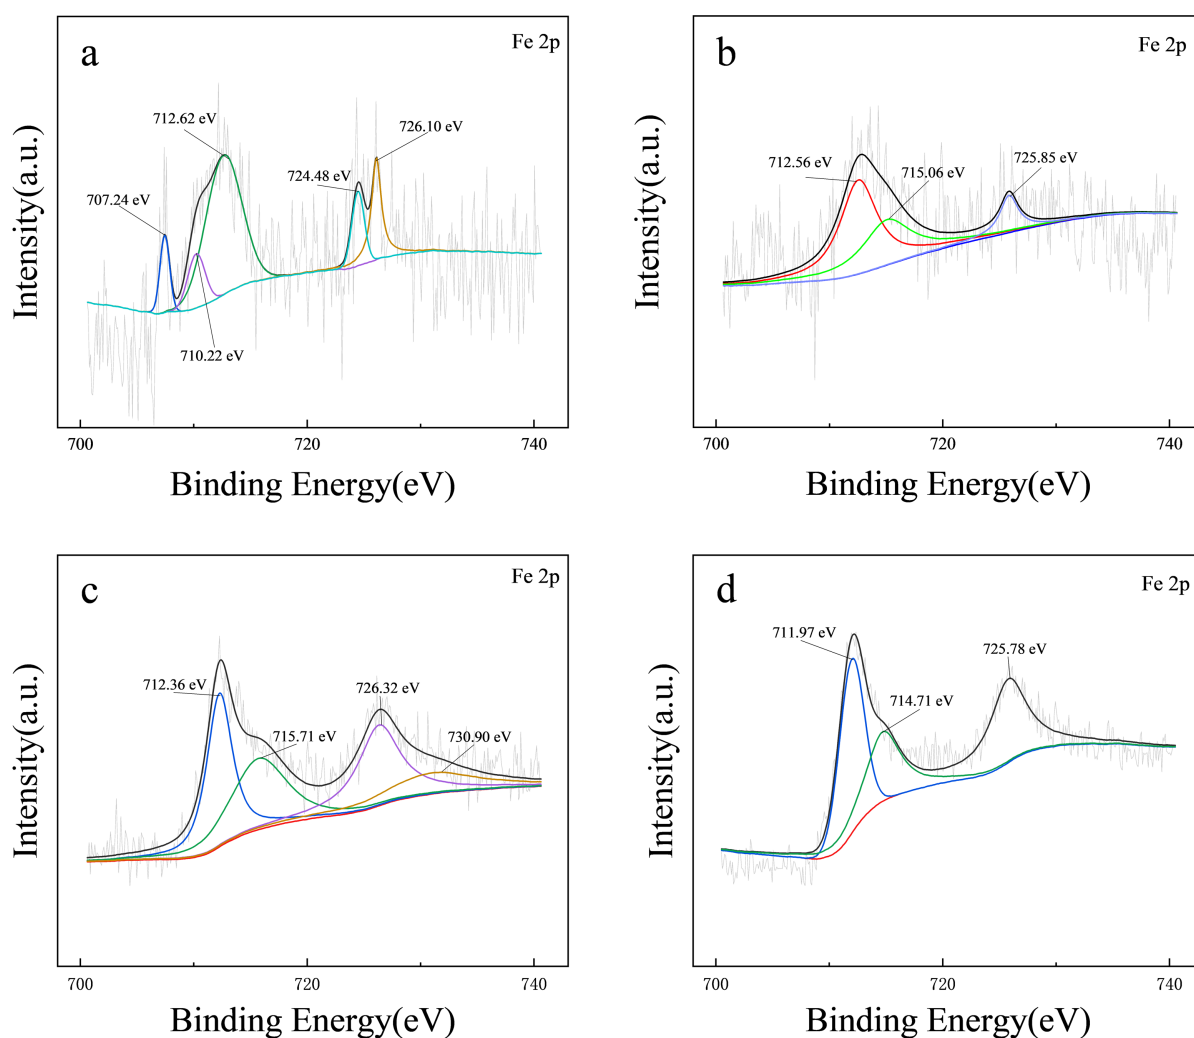 a
Fe 2p
712.62 eV
726.10 eV
724.48 eV
707.24 eV
710.22 eV
Intensity(a.u.)
700
720
740
Binding Energy(eV)
b
Fe 2p
712.56 eV
715.06 eV
725.85 eV
Intensity(a.u.)
700
720
740
Binding Energy(eV)
c
Fe 2p
712.36 eV
726.32 eV
715.71 eV
730.90 eV
Intensity(a.u.)
700
720
740
Binding Energy(eV)
d
Fe 2p
711.97 eV
725.78 eV
714.71 eV
Intensity(a.u.)
700
720
740
Binding Energy(eV)